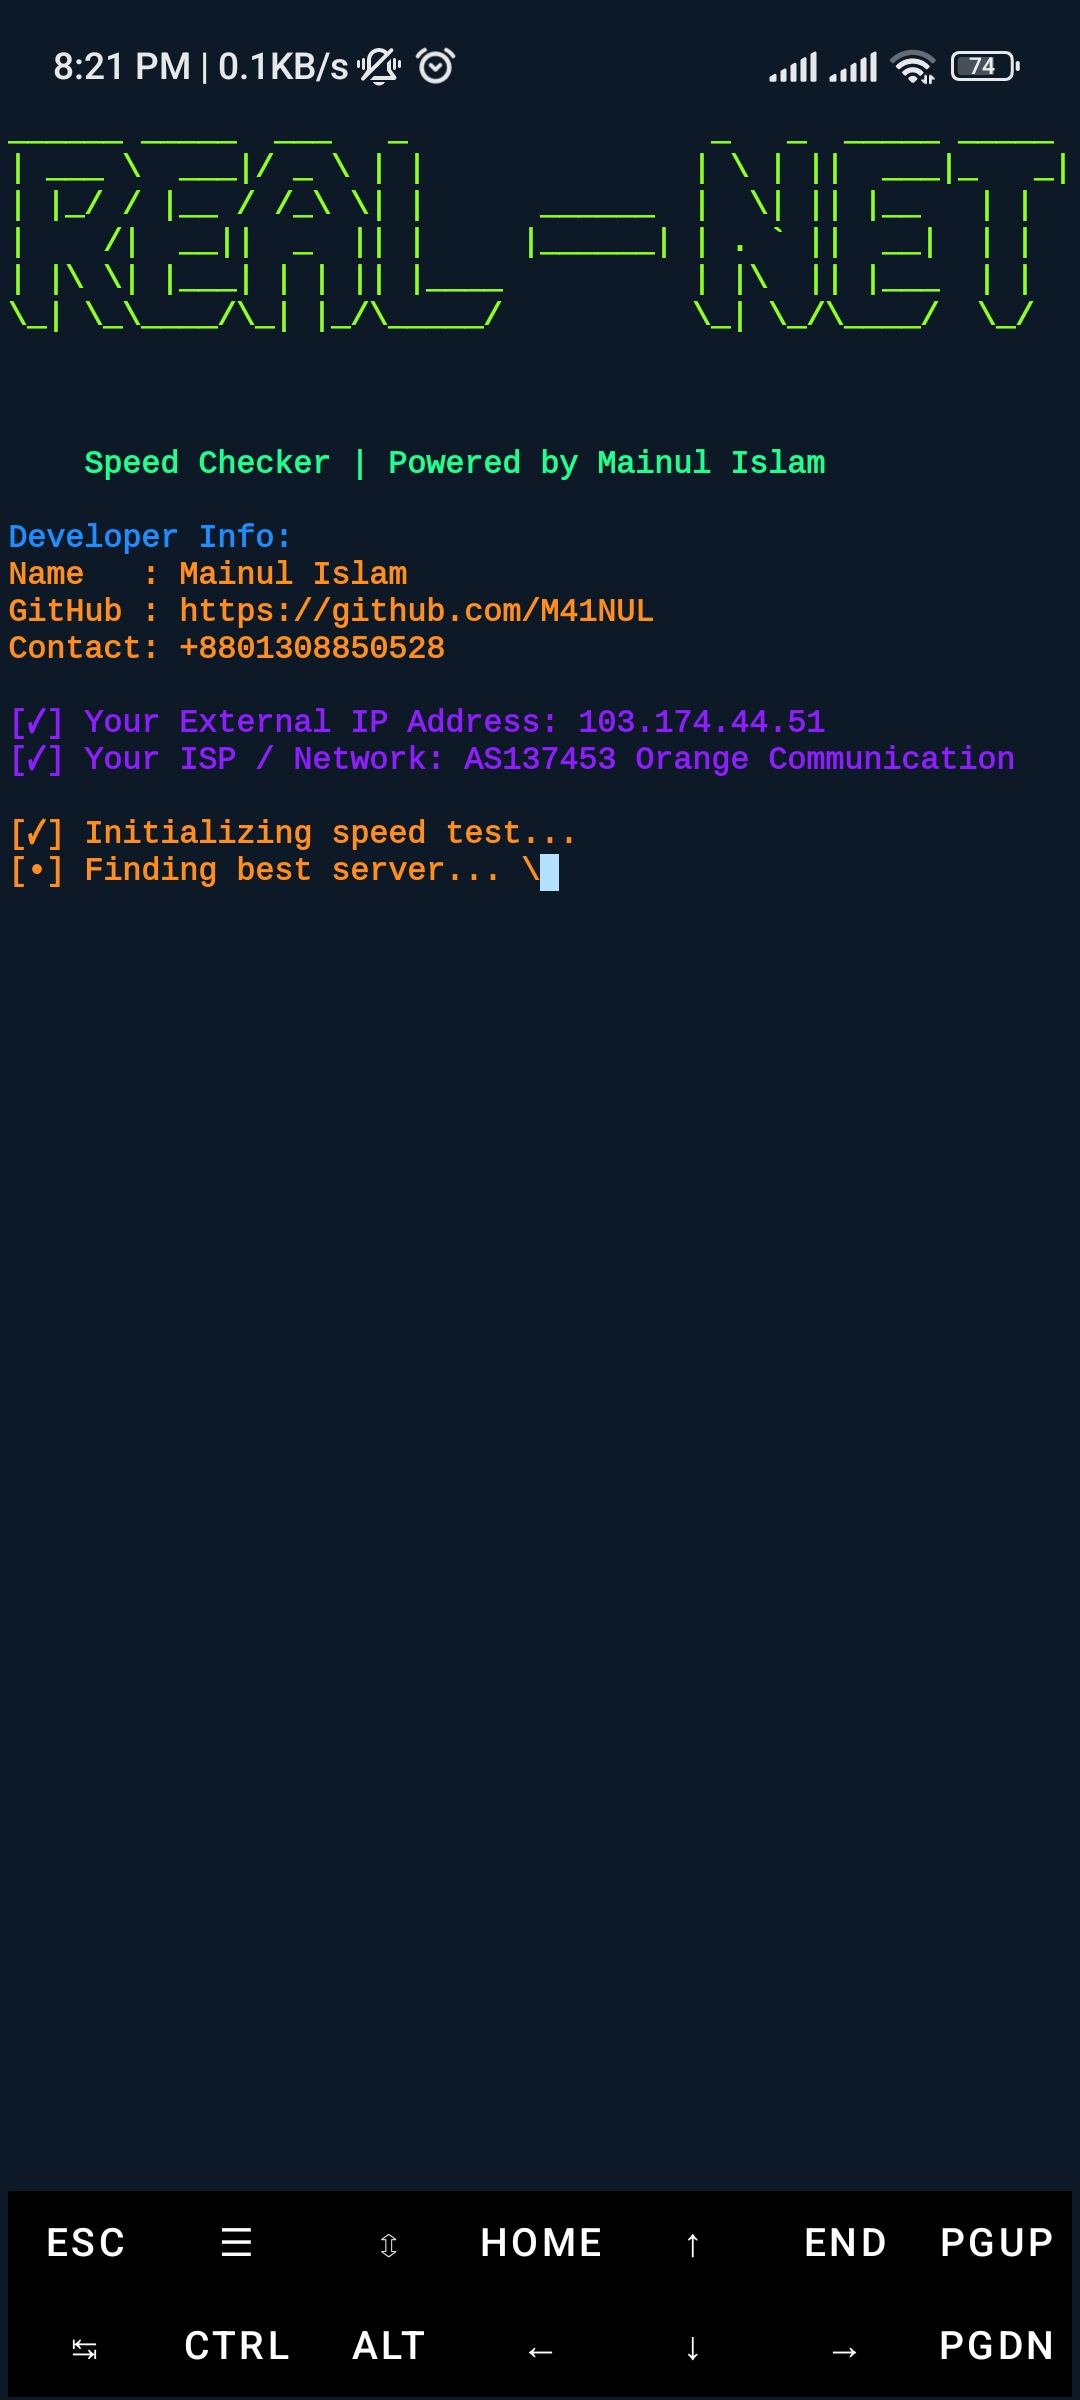 8:21 PM | 0.1KB/s 74
REAL-NET
Speed Checker | Powered by Mainul Islam
Developer Info:
Name   : Mainul Islam
GitHub : https://github.com/M41NUL
Contact: +8801308850528
[✓] Your External IP Address: 103.174.44.51
[✓] Your ISP / Network: AS137453 Orange Communication
[✓] Initializing speed test...
[•] Finding best server... \
ESC ☰ ⇳ HOME ↑ END PGUP
↹ CTRL ALT ← ↓ → PGDN